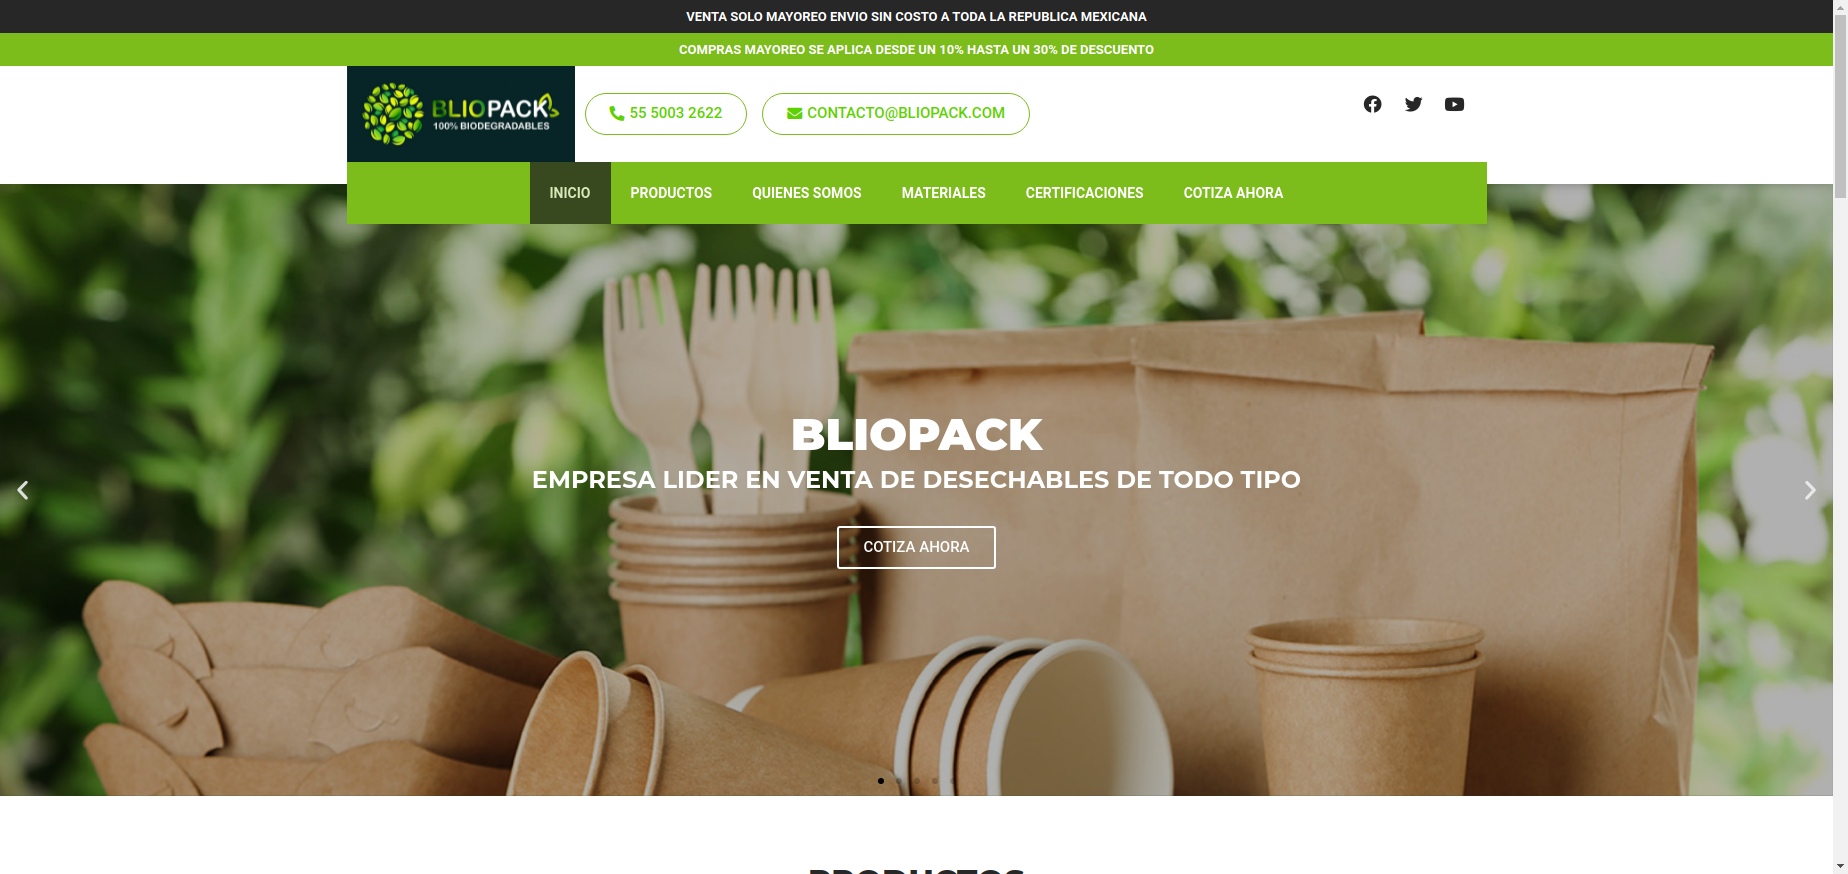 VENTA SOLO MAYOREO ENVIO SIN COSTO A TODA LA REPUBLICA MEXICANA
COMPRAS MAYOREO SE APLICA DESDE UN 10% HASTA UN 30% DE DESCUENTO
BLIOPACK
100% BIODEGRADABLES
55 5003 2622
CONTACTO@BLIOPACK.COM
INICIO PRODUCTOS QUIENES SOMOS MATERIALES CERTIFICACIONES COTIZA AHORA
BLIOPACK
EMPRESA LIDER EN VENTA DE DESECHABLES DE TODO TIPO
COTIZA AHORA
PRODUCTOS